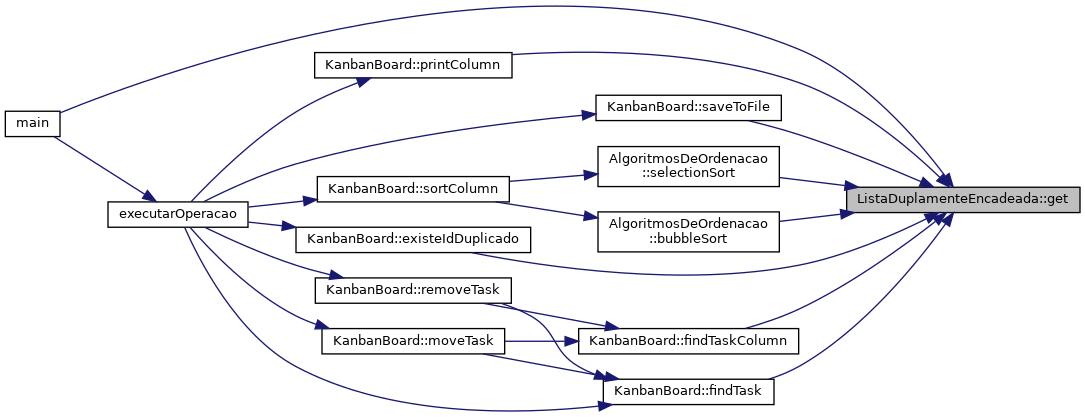 main
executarOperacao
KanbanBoard::printColumn
KanbanBoard::saveToFile
KanbanBoard::sortColumn
AlgoritmosDeOrdenacao
::selectionSort
AlgoritmosDeOrdenacao
::bubbleSort
KanbanBoard::existeIdDuplicado
KanbanBoard::removeTask
KanbanBoard::moveTask
KanbanBoard::findTaskColumn
KanbanBoard::findTask
ListaDuplamenteEncadeada::get